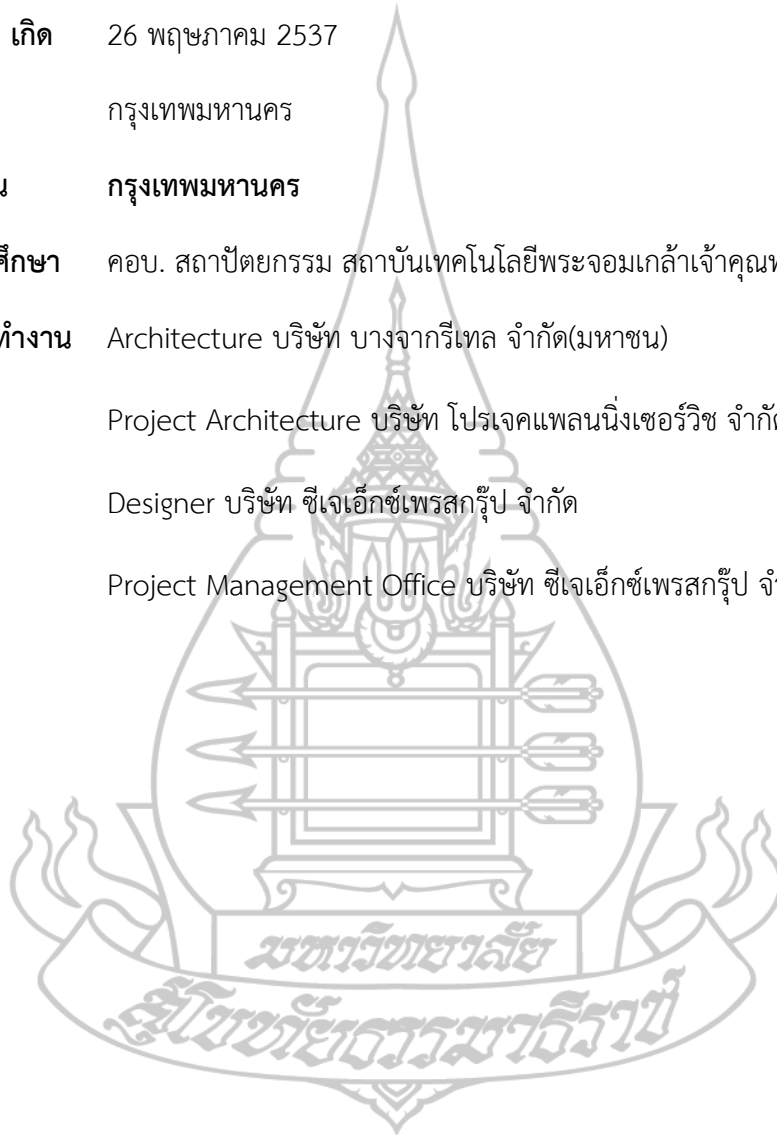 เกิด 26 พฤษภาคม 2537
กรุงเทพมหานคร
น กรุงเทพมหานคร
ศึกษา คอบ. สถาปัตยกรรม สถาบันเทคโนโลยีพระจอมเกล้าเจ้าคุณท
ทำงาน Architecture บริษัท บางจากรีเทล จำกัด(มหาชน)
Project Architecture บริษัท โปรเจคแพลนนิ่งเซอร์วิช จำกัด
Designer บริษัท ซีเจเอ็กซ์เพรสกรุ๊ป จำกัด
Project Management Office บริษัท ซีเจเอ็กซ์เพรสกรุ๊ป จำ
มหาวิทยาลัย
สุโขทัยธรรมาธิราช